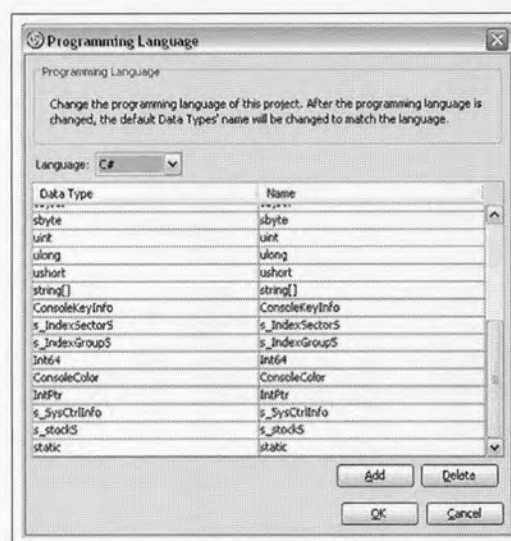 Programming Language
Programming Language
Change the programming language of this project. After the programming language is
changed, the default Data Types' name will be changed to match the language.
Language: C#
Data Type Name
sbyte sbyte
uint uint
ulong ulong
ushort ushort
string[] string[]
ConsoleKeyInfo ConsoleKeyInfo
s_IndexSectorS s_IndexSectorS
s_IndexGroupS s_IndexGroupS
Int64 Int64
ConsoleColor ConsoleColor
IntPtr IntPtr
s_SysCtrlInfo s_SysCtrlInfo
s_stockS s_stockS
static static
Add Delete
OK Cancel